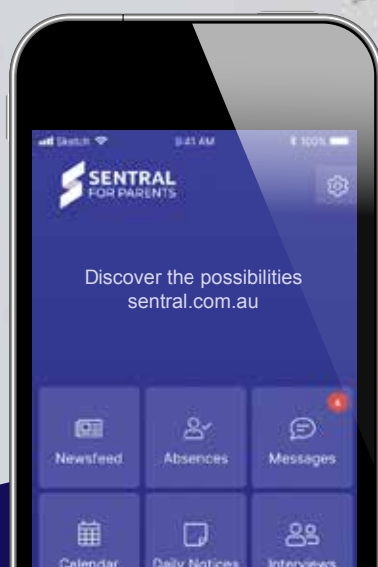 Sketch 9:41 AM 100%
SENTRAL
FOR PARENTS
Discover the possibilities
sentral.com.au
4
Newsfeed Absences Messages
Calendar Daily Notices Interviews